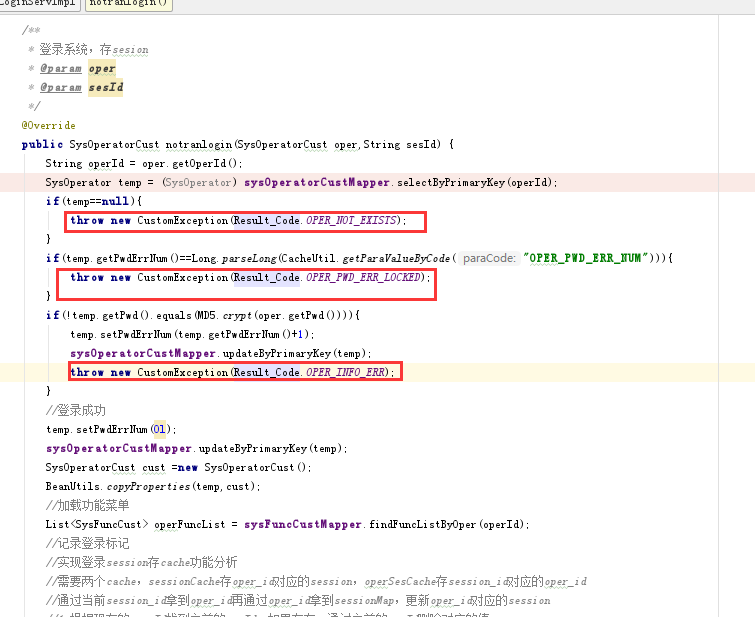 LoginServImpl notranlogin()
/**
* 登录系统，存sesion
* @param oper
* @param sesId
*/
@Override
public SysOperatorCust notranlogin(SysOperatorCust oper,String sesId) {
String operId = oper.getOperId();
SysOperator temp = (SysOperator) sysOperatorCustMapper.selectByPrimaryKey(operId);
if(temp==null){
throw new CustomException(Result_Code.OPER_NOT_EXISTS);
}
if(temp.getPwdErrNum()==Long.parseLong(CacheUtil.getParaValueByCode( paraCode: "OPER_PWD_ERR_NUM"))){
throw new CustomException(Result_Code.OPER_PWD_ERR_LOCKED);
}
if(!temp.getPwd().equals(MD5.crypt(oper.getPwd()))){
temp.setPwdErrNum(temp.getPwdErrNum()+1);
sysOperatorCustMapper.updateByPrimaryKey(temp);
throw new CustomException(Result_Code.OPER_INFO_ERR);
}
//登录成功
temp.setPwdErrNum(0l);
sysOperatorCustMapper.updateByPrimaryKey(temp);
SysOperatorCust cust =new SysOperatorCust();
BeanUtils.copyProperties(temp,cust);
//加载功能菜单
List<SysFuncCust> operFuncList = sysFuncCustMapper.findFuncListByOper(operId);
//记录登录标记
//实现登录session存cache功能分析
//需要两个cache，sessionCache存oper_id对应的session，operSesCache存session_id对应的oper_id
//通过当前session_id拿到oper_id再通过oper_id拿到sessionMap，更新oper_id对应的session